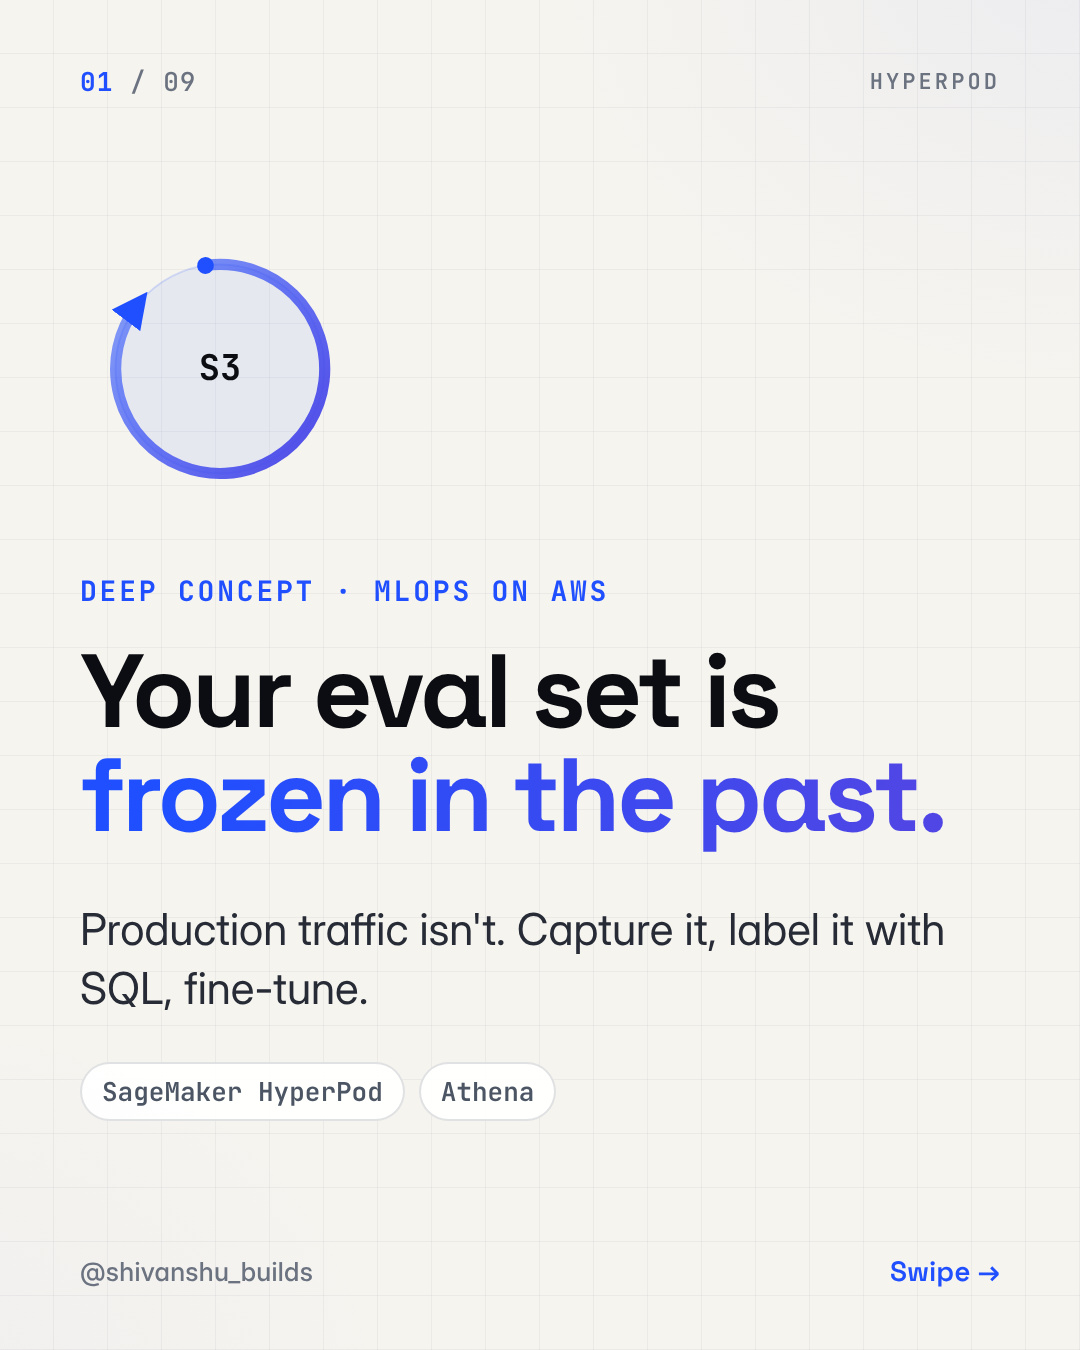 01 / 09
HYPERPOD
S3
DEEP CONCEPT · MLOPS ON AWS
Your eval set is
frozen in the past.
Production traffic isn't. Capture it, label it with
SQL, fine-tune.
SageMaker HyperPod
Athena
@shivanshu_builds
Swipe →